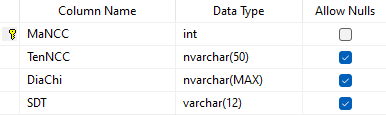 Column Name Data Type Allow Nulls
MaNCC int
TenNCC nvarchar(50)
DiaChi nvarchar(MAX)
SDT varchar(12)